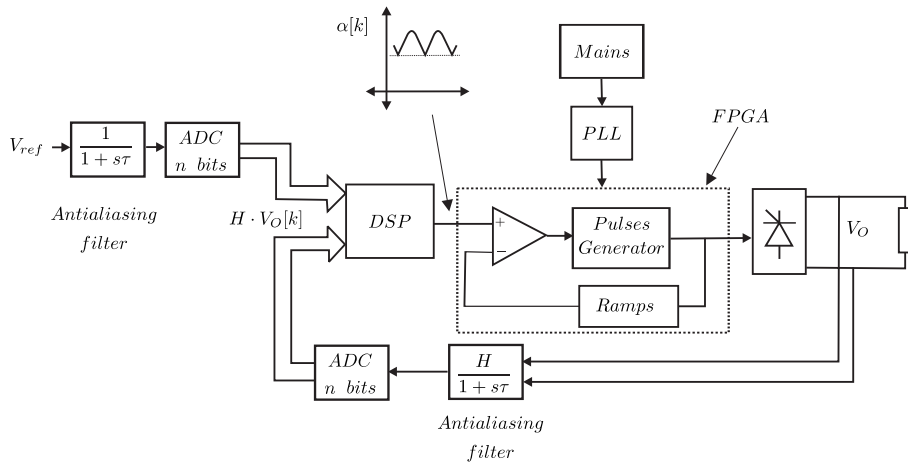 α[k]
Mains
PLL
FPGA
V_ref
1
1 + sτ
ADC
n bits
Antialiasing
filter
H · V_O[k]
DSP
+
−
Pulses
Generator
Ramps
V_O
ADC
n bits
H
1 + sτ
Antialiasing
filter